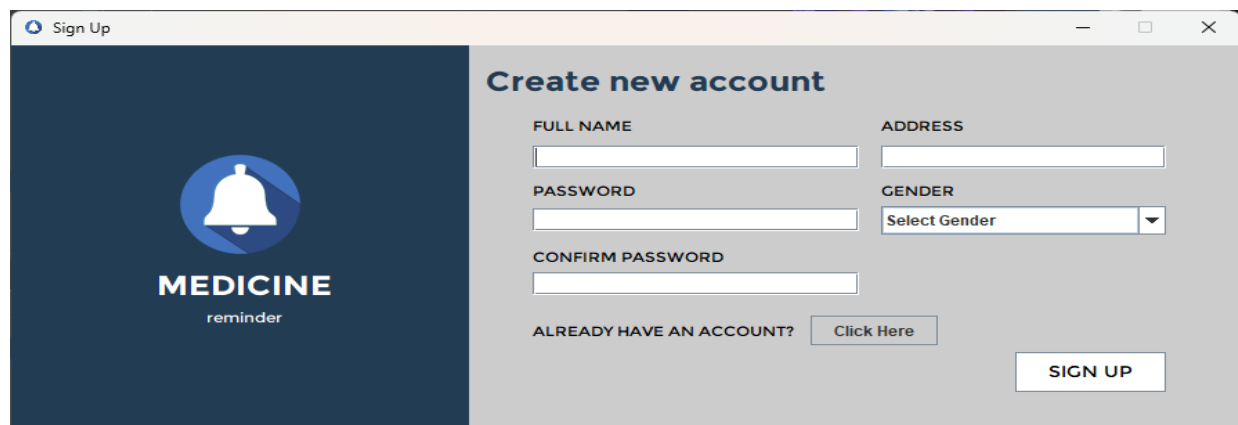 Sign Up
MEDICINE
reminder
Create new account
FULL NAME
ADDRESS
PASSWORD
GENDER
Select Gender
CONFIRM PASSWORD
ALREADY HAVE AN ACCOUNT? Click Here
SIGN UP